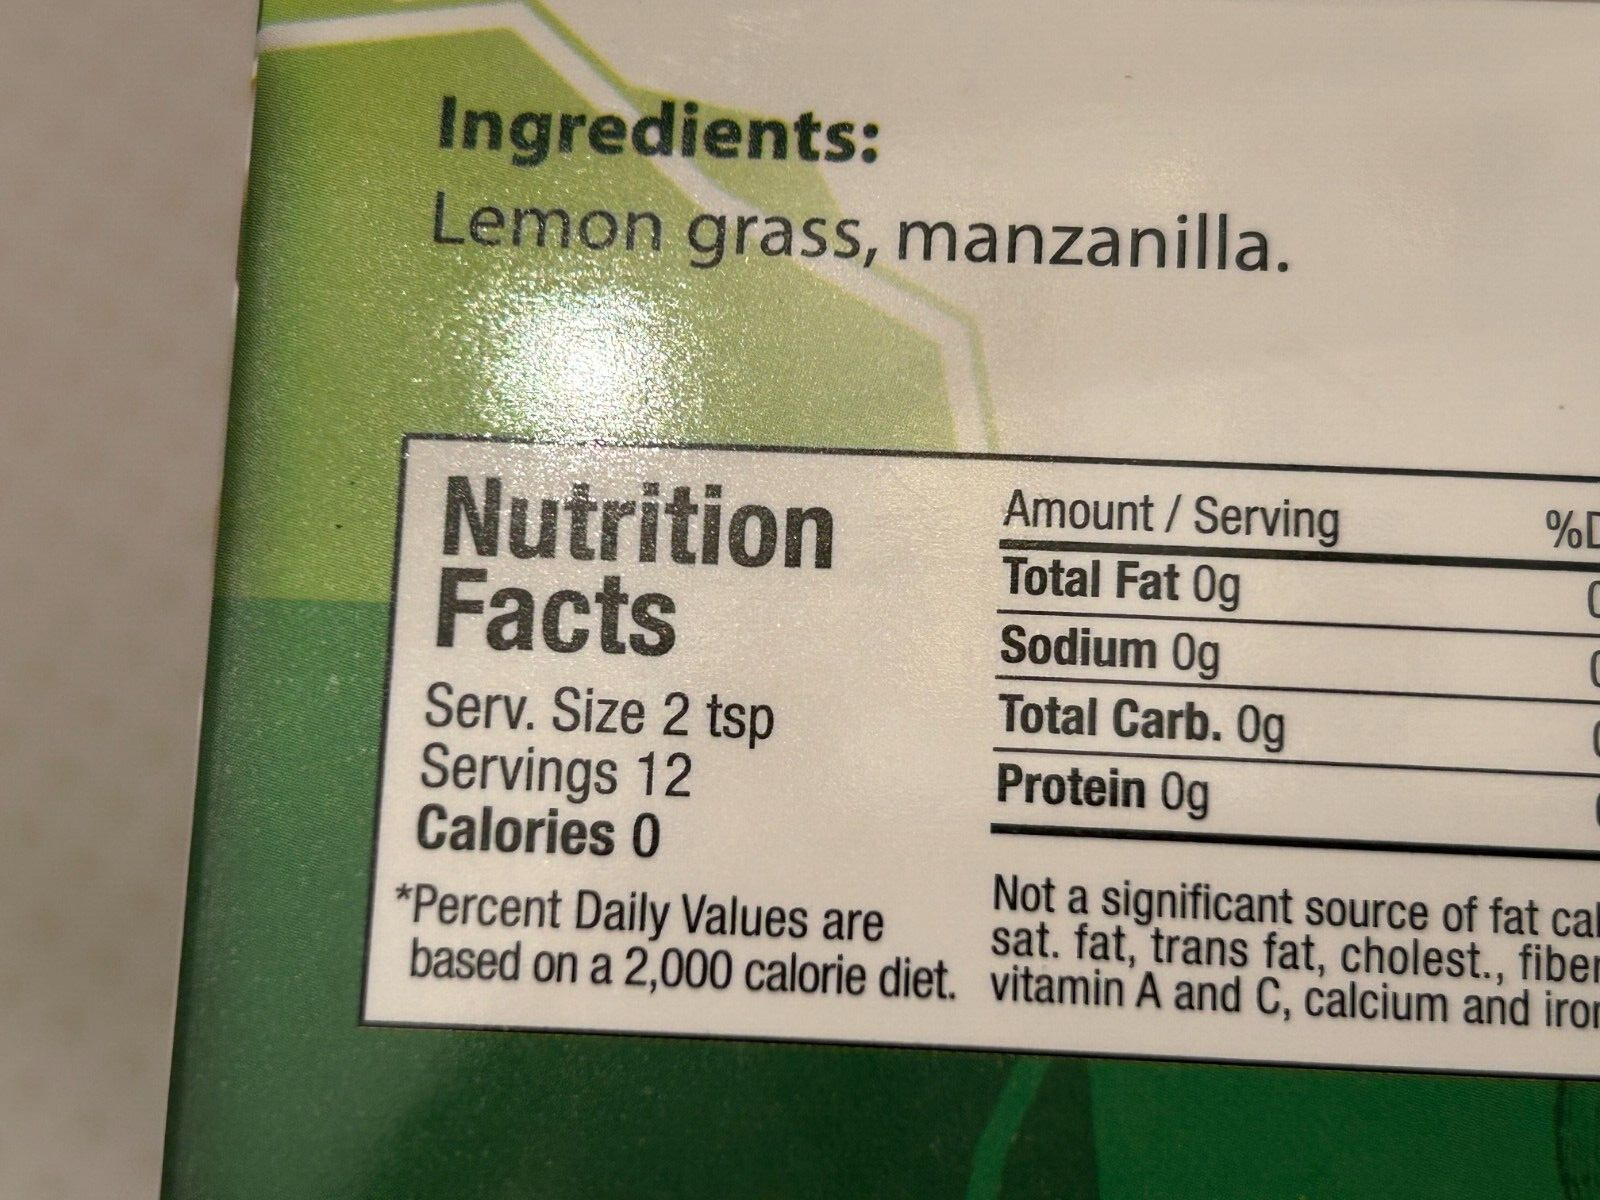 Ingredients:
Lemon grass, manzanilla.
Nutrition
Facts
Serv. Size 2 tsp
Servings 12
Calories 0
*Percent Daily Values are
based on a 2,000 calorie diet.
Amount / Serving
Total Fat 0g
Sodium 0g
Total Carb. 0g
Protein 0g
Not a significant source of fat
sat. fat, trans fat, cholest., fiber
vitamin A and C, calcium and iron